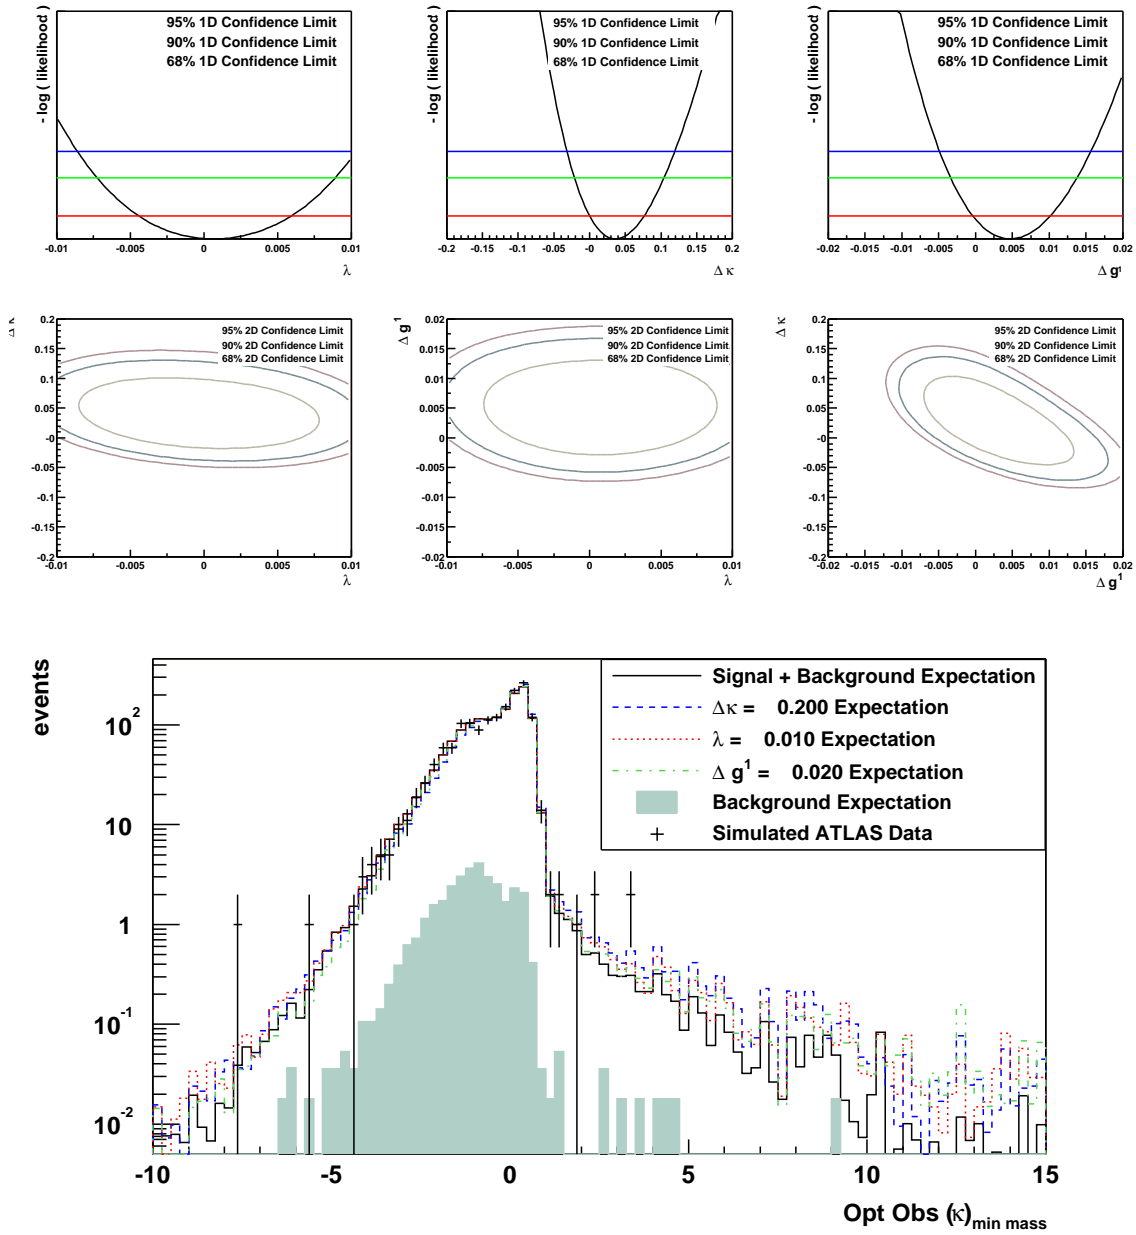 - log ( likelihood )
95% 1D Confidence Limit
90% 1D Confidence Limit
68% 1D Confidence Limit
-0.01 -0.005 0 0.005 0.01
λ
- log ( likelihood )
95% 1D Confidence Limit
90% 1D Confidence Limit
68% 1D Confidence Limit
-0.2 -0.15 -0.1 -0.05 -0 0.05 0.1 0.15 0.2
Δ κ
- log ( likelihood )
95% 1D Confidence Limit
90% 1D Confidence Limit
68% 1D Confidence Limit
-0.02 -0.015 -0.01 -0.005 0 0.005 0.01 0.015 0.02
Δ g¹
Δ κ
95% 2D Confidence Limit
90% 2D Confidence Limit
68% 2D Confidence Limit
0.2
0.15
0.1
0.05
-0
-0.05
-0.1
-0.15
-0.2
-0.01 -0.005 0 0.005 0.01
λ
Δ g¹
95% 2D Confidence Limit
90% 2D Confidence Limit
68% 2D Confidence Limit
0.02
0.015
0.01
0.005
0
-0.005
-0.01
-0.015
-0.02
-0.01 -0.005 0 0.005 0.01
λ
Δ κ
95% 2D Confidence Limit
90% 2D Confidence Limit
68% 2D Confidence Limit
0.2
0.15
0.1
0.05
-0
-0.05
-0.1
-0.15
-0.2
-0.02 -0.015 -0.01 -0.005 0 0.005 0.01 0.015 0.02
Δ g¹
events
Signal + Background Expectation
Δκ = 0.200 Expectation
λ = 0.010 Expectation
Δ g¹ = 0.020 Expectation
Background Expectation
Simulated ATLAS Data
10²
10
1
10⁻¹
10⁻²
-10 -5 0 5 10 15
Opt Obs (κ)min mass